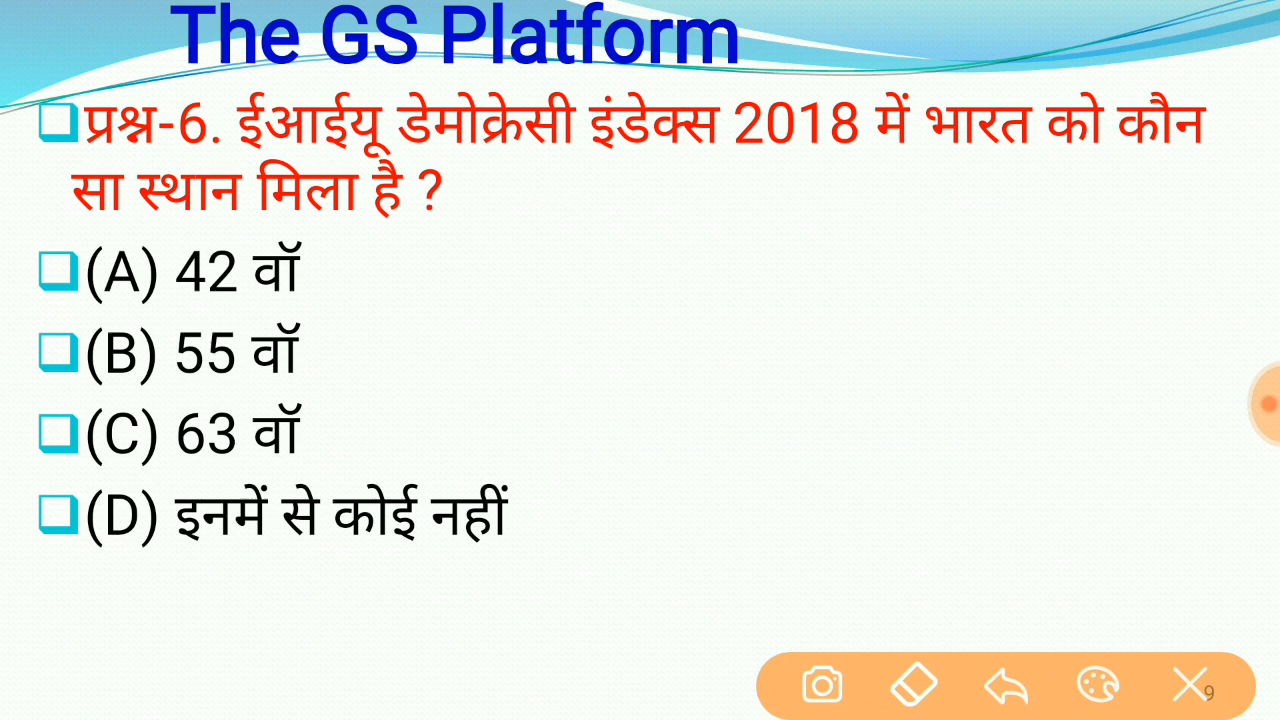 The GS Platform
प्रश्न-6. ईआईयू डेमोक्रेसी इंडेक्स 2018 में भारत को कौन
सा स्थान मिला है ?
(A) 42 वॉ
(B) 55 वॉ
(C) 63 वॉ
(D) इनमें से कोई नहीं
9